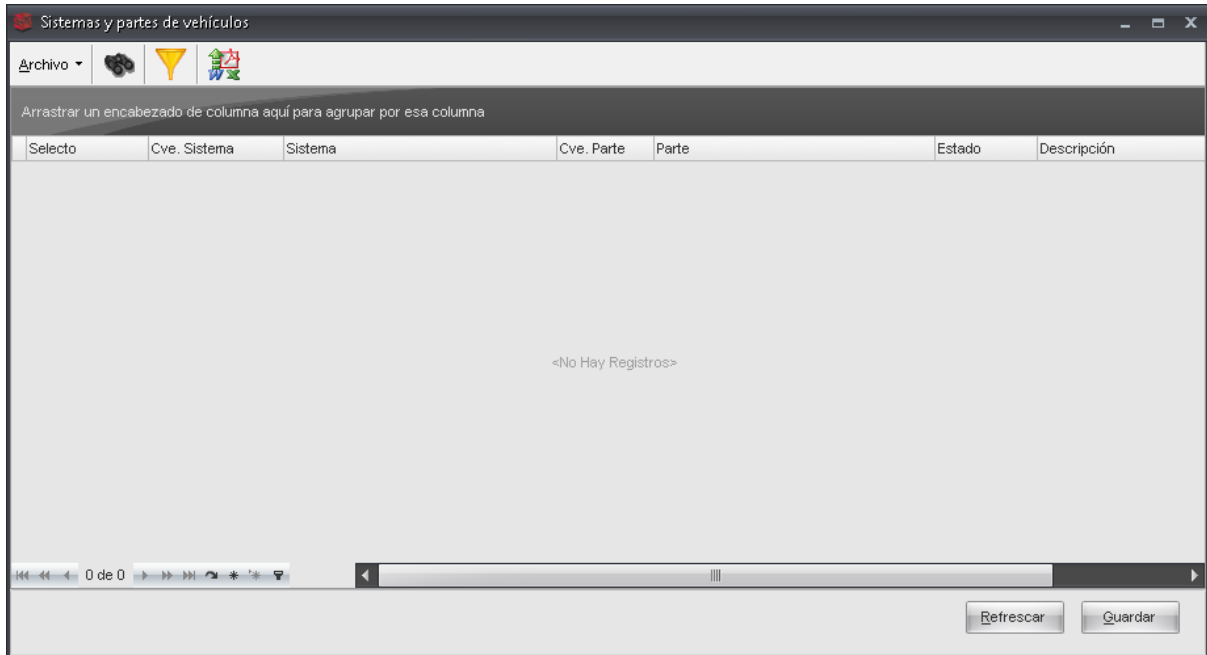 Sistemas y partes de vehículos
Archivo
Arrastrar un encabezado de columna aquí para agrupar por esa columna
Selecto Cve. Sistema Sistema Cve. Parte Parte Estado Descripción
<No Hay Registros>
0 de 0
Refrescar Guardar